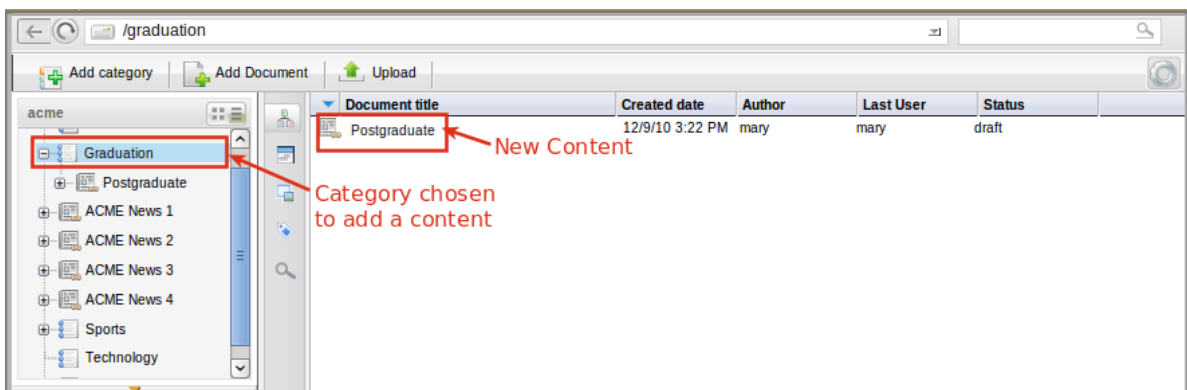 /graduation
Add category Add Document Upload
acme
Document title Created date Author Last User Status
Postgraduate 12/9/10 3:22 PM mary mary draft
New Content
Graduation
Postgraduate
Category chosen
to add a content
ACME News 1
ACME News 2
ACME News 3
ACME News 4
Sports
Technology